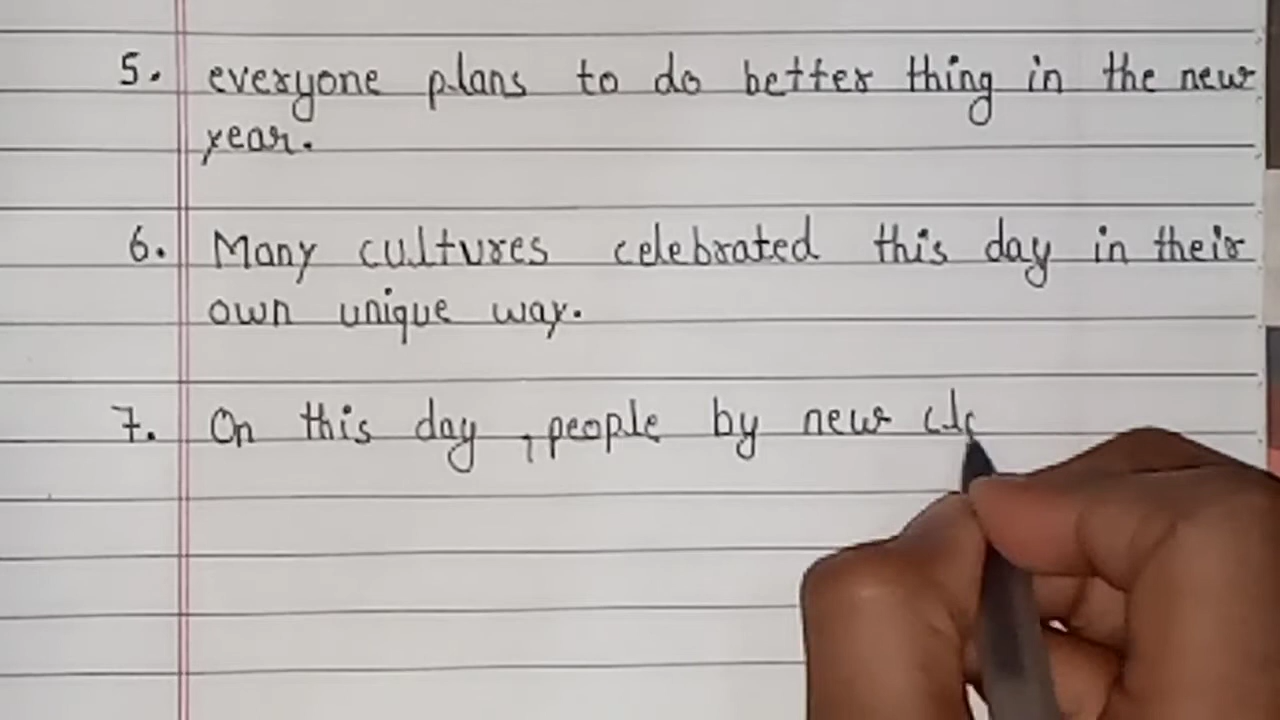 5. everyone plans to do better thing in the new
year.
6. Many cultures celebrated this day in their
own unique way.
7. On this day, people by new clo